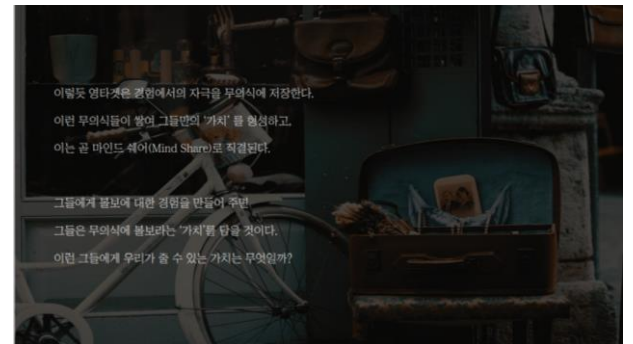 이렇듯 영타겟은 경험에서의 자극을 무의식에 저장한다.
이런 무의식들이 쌓여 그들만의 '가치' 를 형성하고,
이는 곧 마인드 쉐어(Mind Share)로 직결된다.
그들에게 볼보에 대한 경험을 만들어 주면
그들은 무의식에 볼보라는 '가치'를 담을 것이다.
이런 그들에게 우리가 줄 수 있는 가치는 무엇일까?